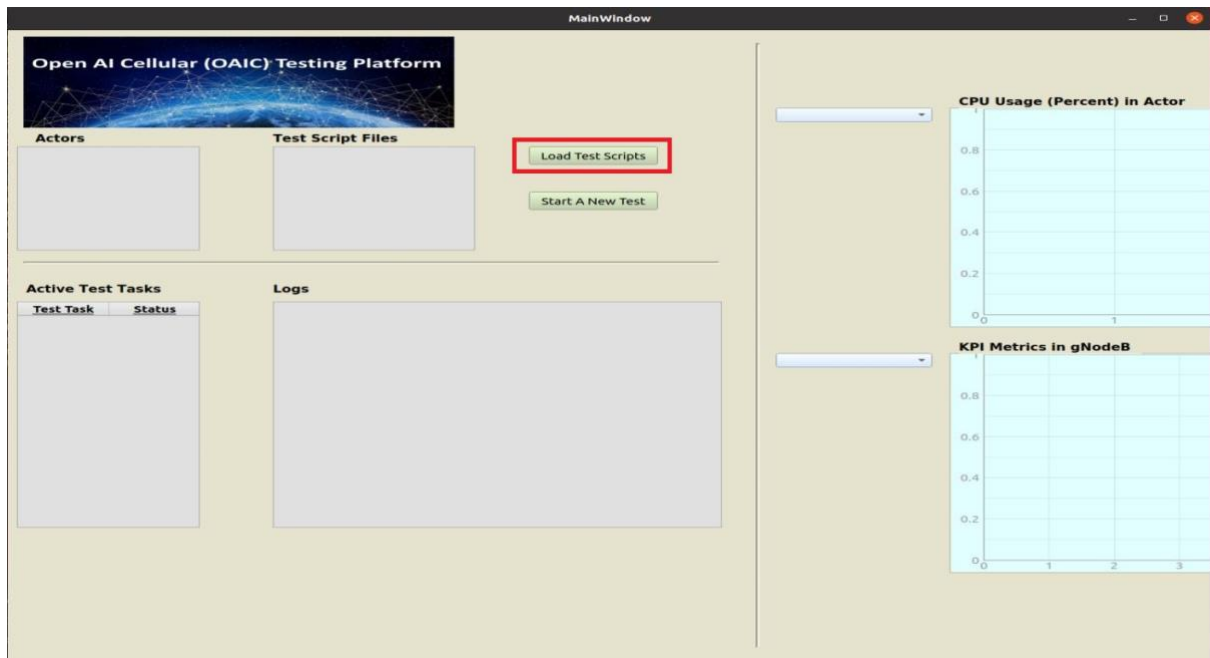 MainWindow
Open AI Cellular (OAIC) Testing Platform
Actors
Test Script Files
Load Test Scripts
Start A New Test
Active Test Tasks
Test Task Status
Logs
CPU Usage (Percent) in Actor
1
0.8
0.6
0.4
0.2
0
0 1
KPI Metrics in gNodeB
1
0.8
0.6
0.4
0.2
0
0 1 2 3